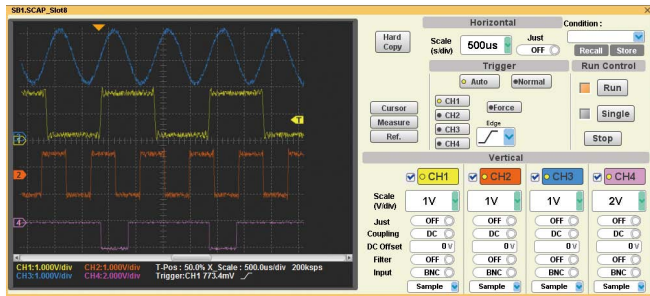 SB1.SCAP_Slot8
Hard Copy
Horizontal
Condition :
Scale (s/div)
500us
Just
OFF
Recall Store
Trigger
Auto
Normal
CH1
CH2
CH3
CH4
Force
Edge
Run Control
Run
Single
Stop
Cursor
Measure
Ref.
T
1
2
4
Vertical
CH1 CH2 CH3 CH4
Scale (V/div) 1V 1V 1V 2V
Just OFF OFF OFF OFF
Coupling DC DC DC DC
DC Offset 0 V 0 V 0 V 0 V
Filter OFF OFF OFF OFF
Input BNC BNC BNC BNC
Sample Sample Sample Sample
CH1:1.000V/div CH2:1.000V/div T-Pos : 50.0% X_Scale : 500.0us/div 200ksps
CH3:1.000V/div CH4:2.000V/div Trigger:CH1 773.4mV